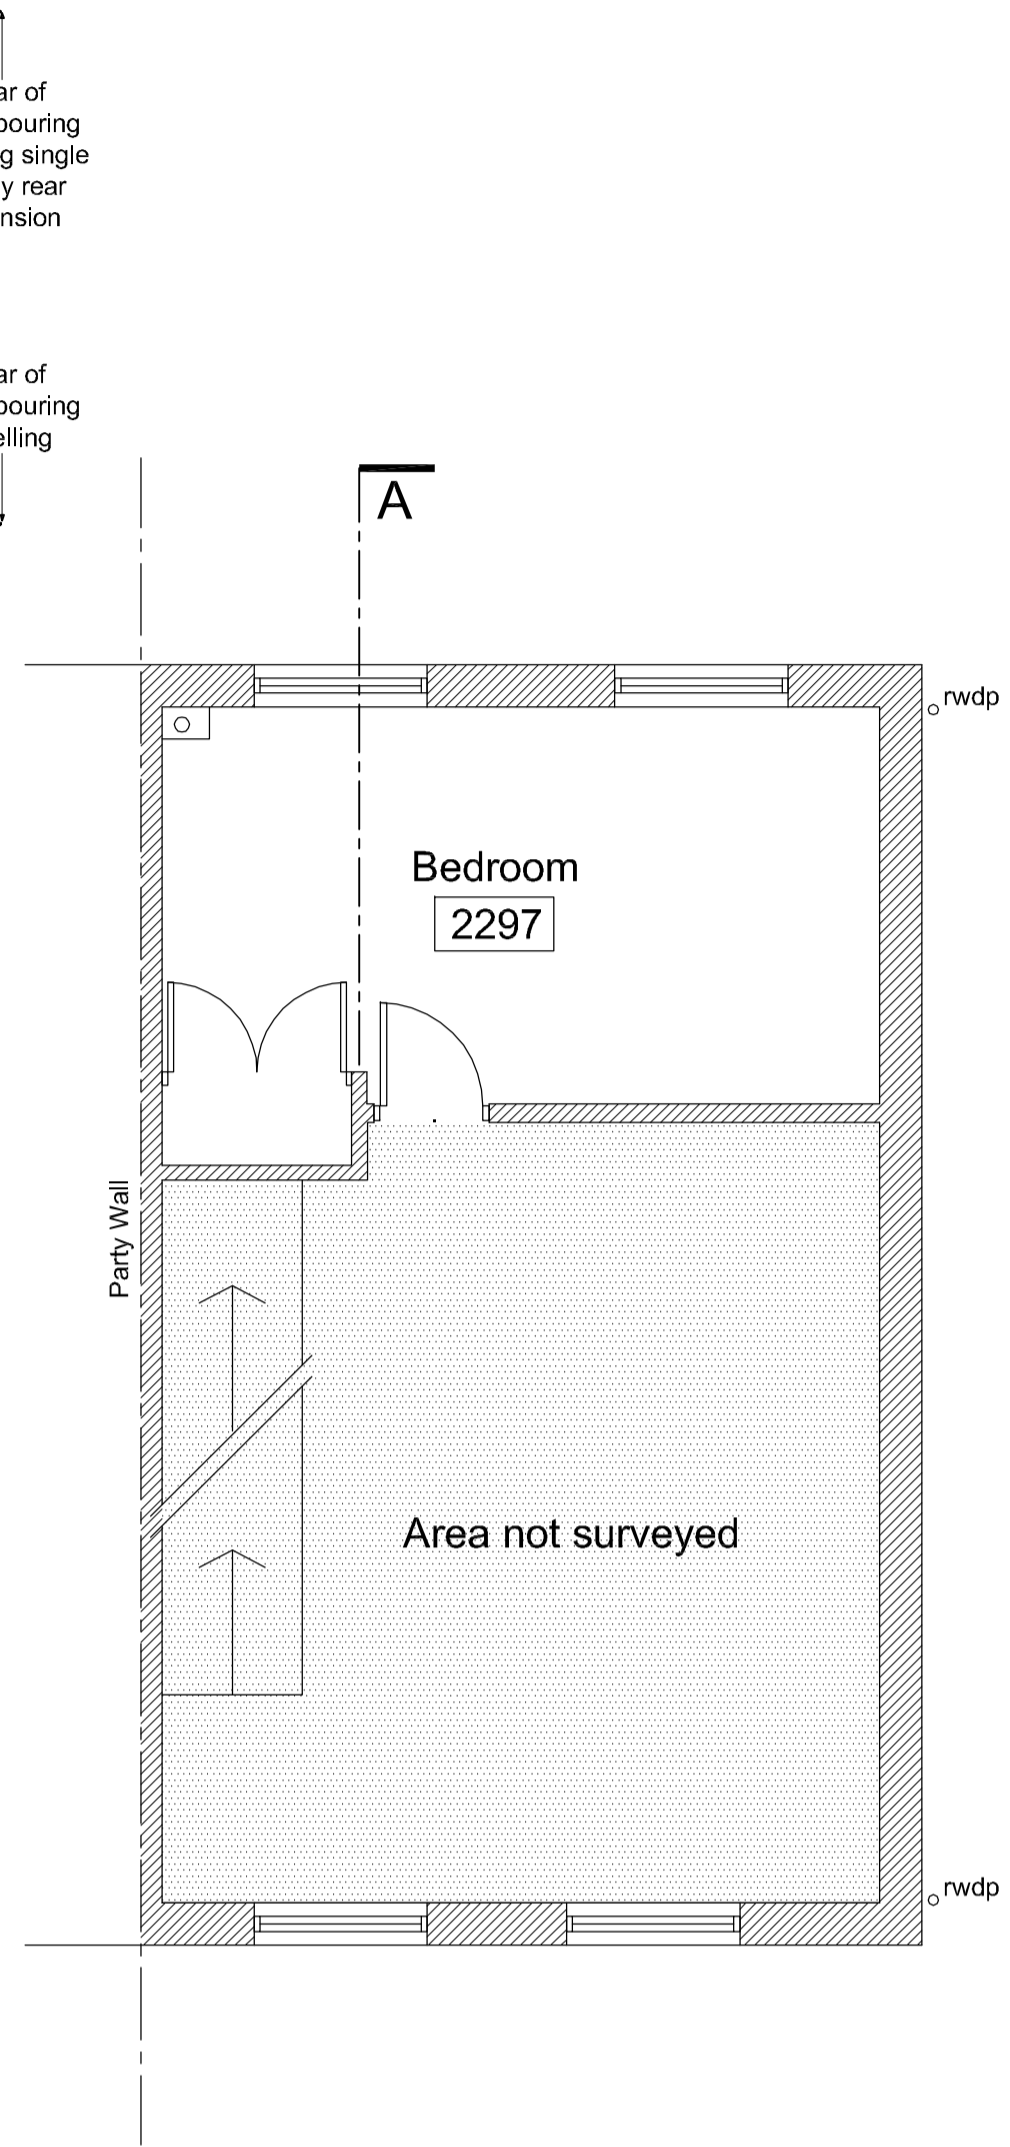 ar of
bouring
g single
y rear
nsion
ar of
bouring
elling
A
rwdp
Bedroom
2297
Party Wall
Area not surveyed
rwdp